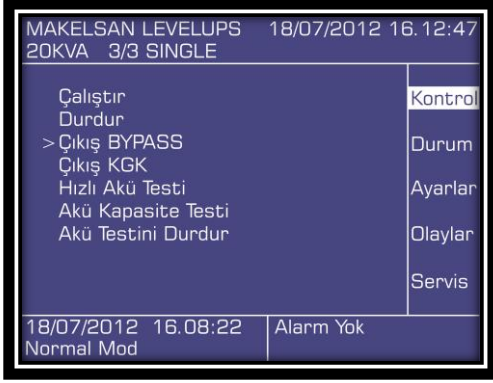 MAKELSAN LEVELUPS 18/07/2012 16.12:47
20KVA 3/3 SINGLE
Çalıştır
Durdur
>Çıkış BYPASS
Çıkış KGK
Hızlı Akü Testi
Akü Kapasite Testi
Akü Testini Durdur
Kontrol
Durum
Ayarlar
Olaylar
Servis
18/07/2012 16.08:22 Alarm Yok
Normal Mod